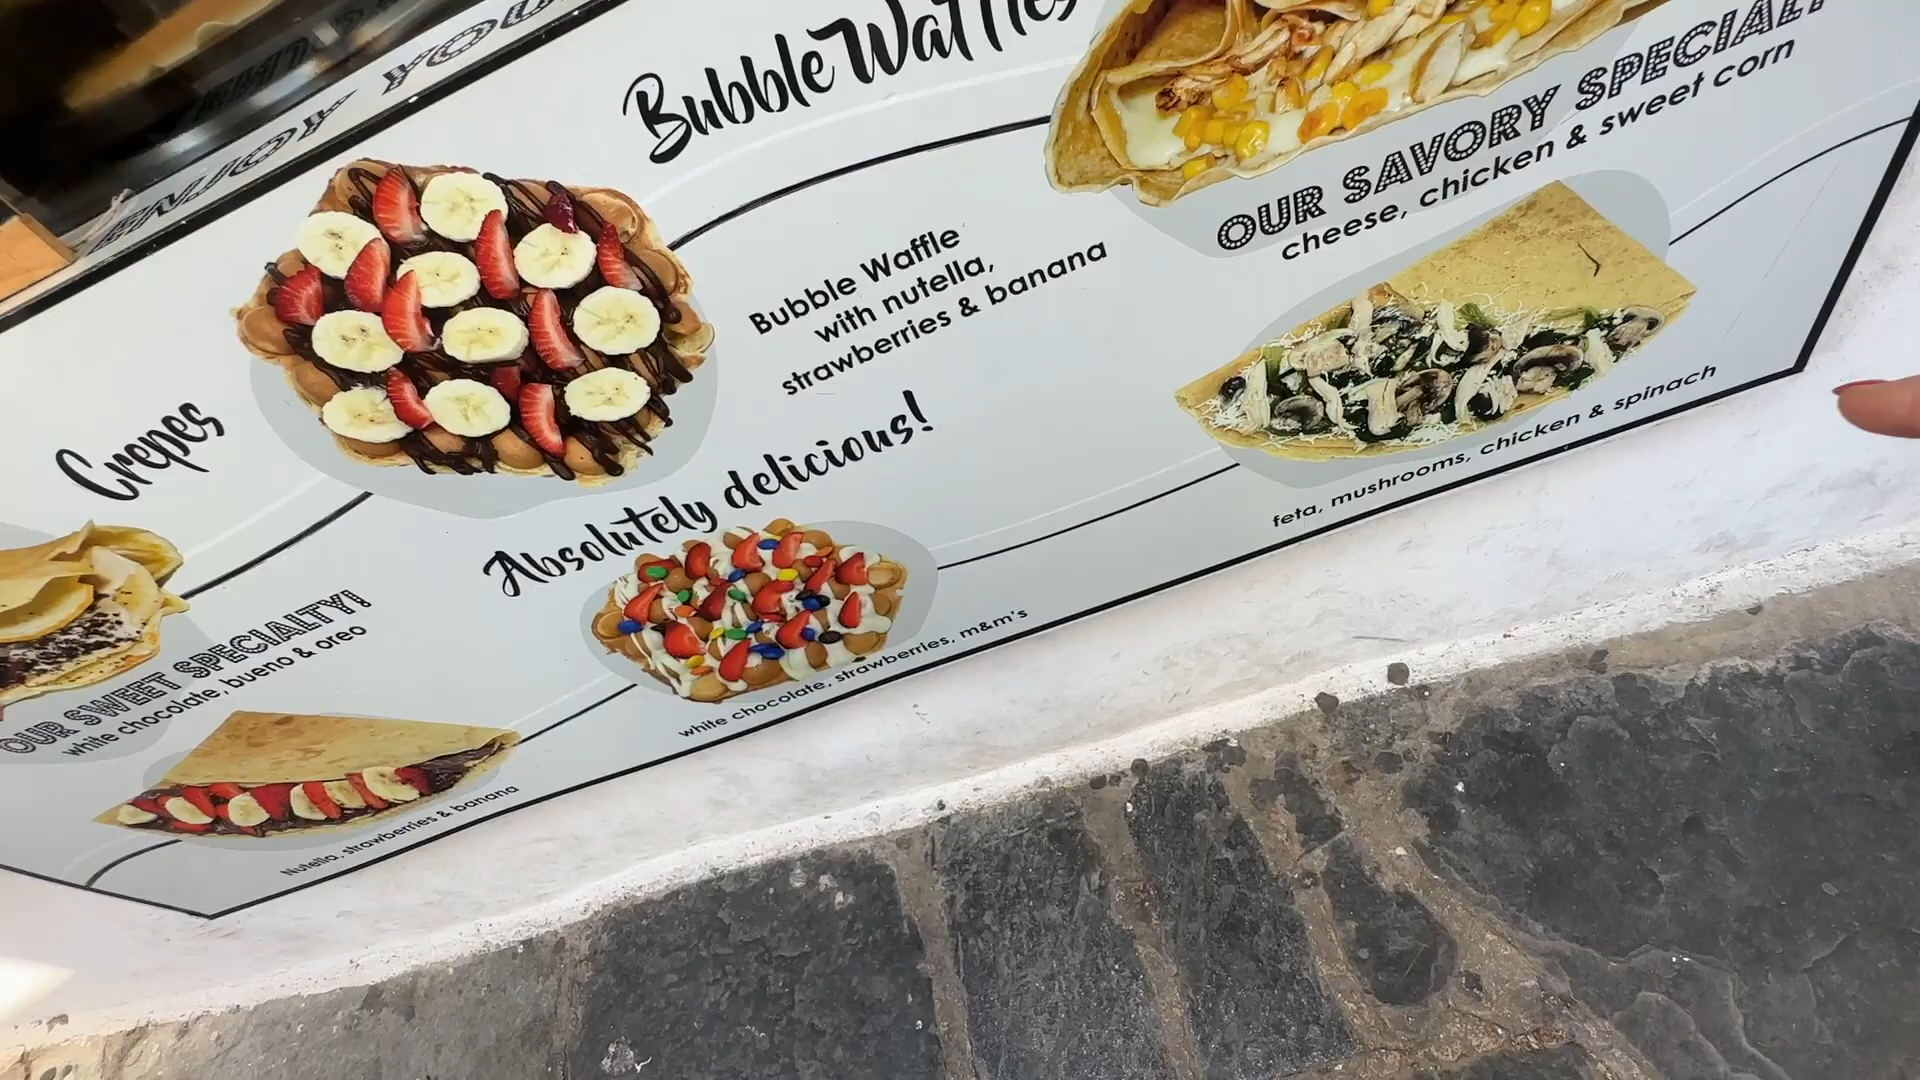 ENJOY YOUR
Bubble Waffles
Crepes
Bubble Waffle
with nutella,
strawberries & banana
OUR SAVORY SPECIALTY
cheese, chicken & sweet corn
Absolutely delicious!
feta, mushrooms, chicken & spinach
OUR SWEET SPECIALTY!
white chocolate, bueno & oreo
white chocolate, strawberries, m&m's
Nutella, strawberries & banana